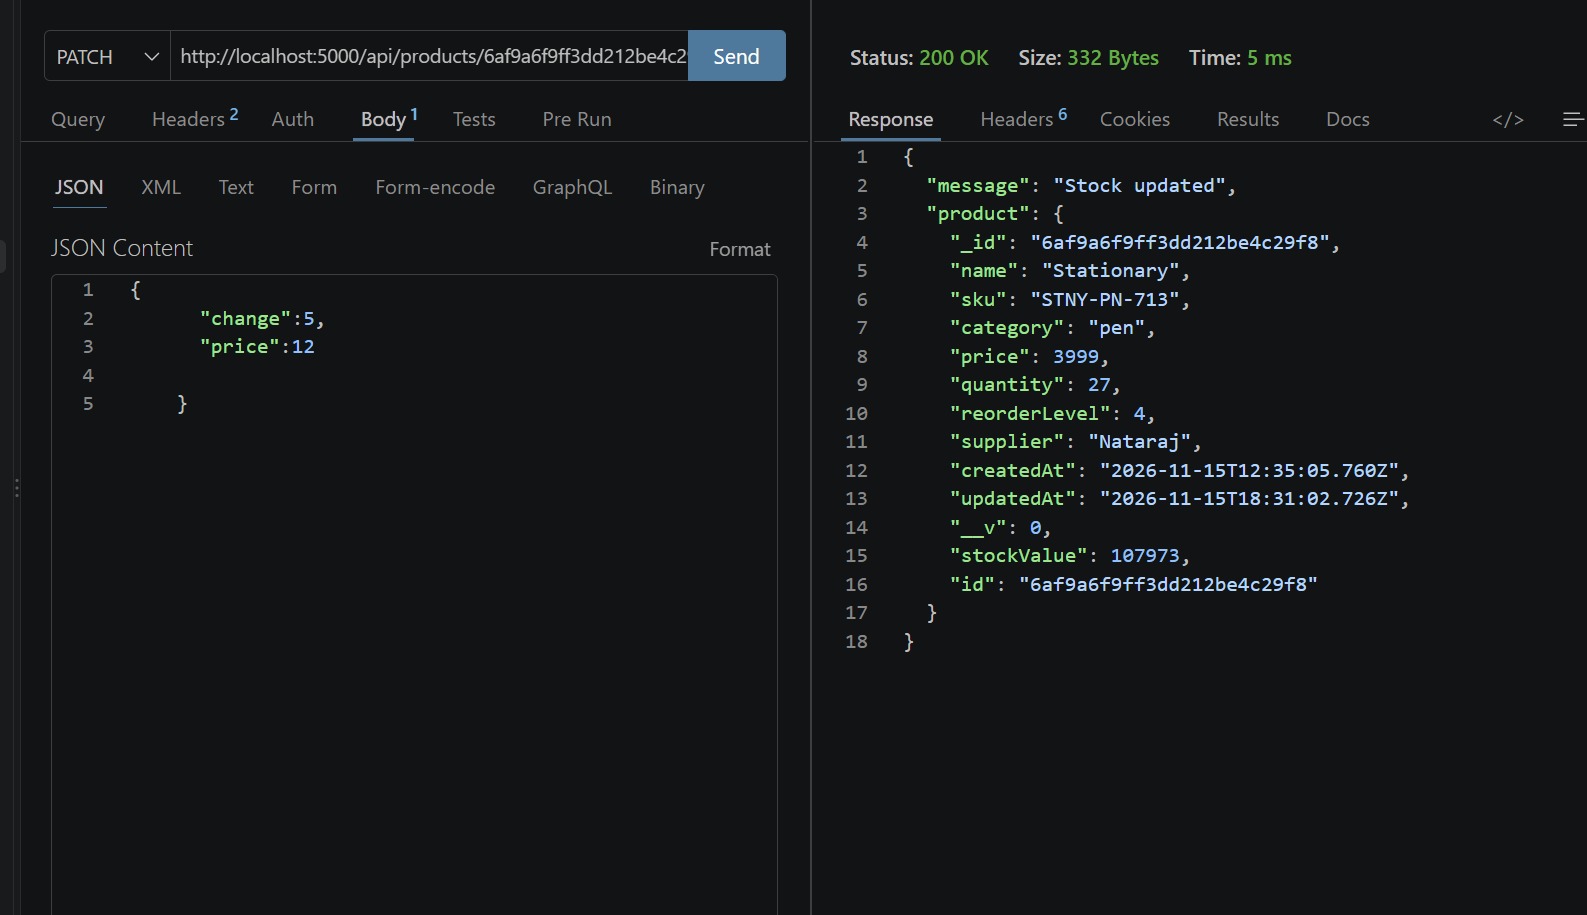 PATCH
http://localhost:5000/api/products/6af9a6f9ff3dd212be4c2
Send
Query Headers 2 Auth Body 1 Tests Pre Run
JSON XML Text Form Form-encode GraphQL Binary
JSON Content
Format
1 {
2 "change":5,
3 "price":12
4
5 }
Status: 200 OK Size: 332 Bytes Time: 5 ms
Response Headers 6 Cookies Results Docs </>
1 {
2 "message": "Stock updated",
3 "product": {
4 "_id": "6af9a6f9ff3dd212be4c29f8",
5 "name": "Stationary",
6 "sku": "STNY-PN-713",
7 "category": "pen",
8 "price": 3999,
9 "quantity": 27,
10 "reorderLevel": 4,
11 "supplier": "Nataraj",
12 "createdAt": "2026-11-15T12:35:05.760Z",
13 "updatedAt": "2026-11-15T18:31:02.726Z",
14 "__v": 0,
15 "stockValue": 107973,
16 "id": "6af9a6f9ff3dd212be4c29f8"
17 }
18 }